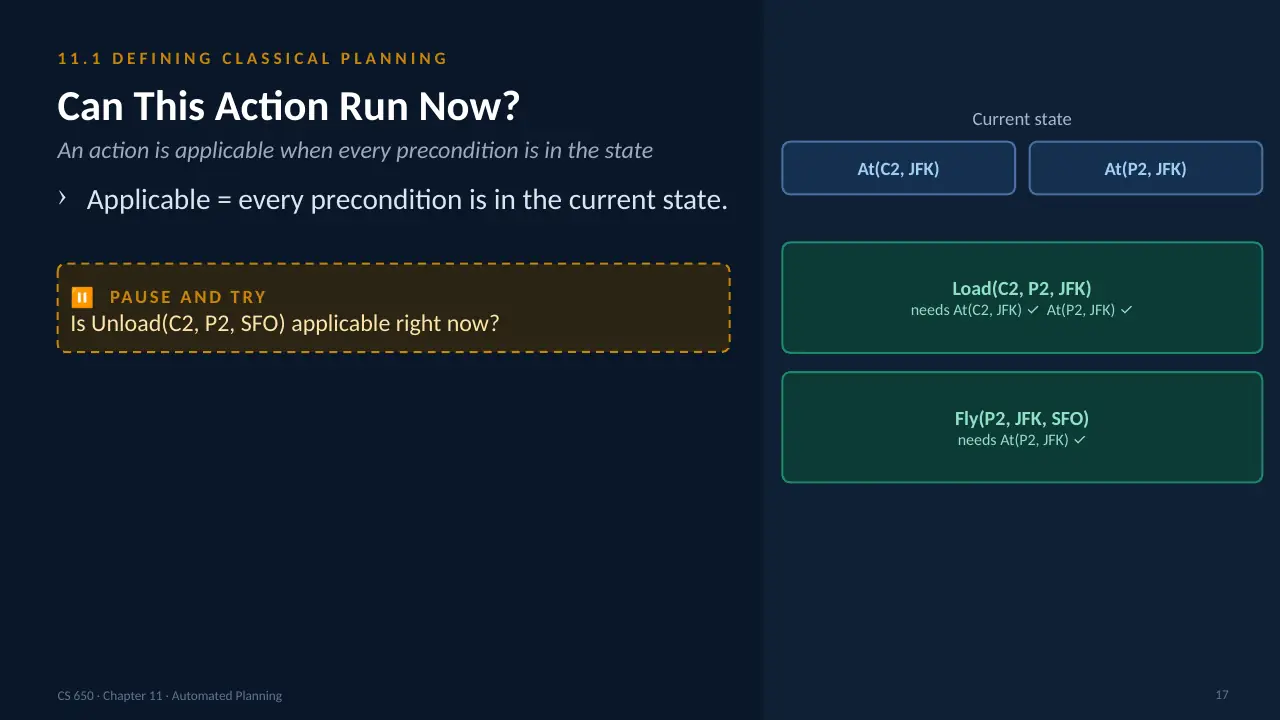 11.1 DEFINING CLASSICAL PLANNING
Can This Action Run Now?
An action is applicable when every precondition is in the state
› Applicable = every precondition is in the current state.
⏸ PAUSE AND TRY
Is Unload(C2, P2, SFO) applicable right now?
Current state
At(C2, JFK)
At(P2, JFK)
Load(C2, P2, JFK)
needs At(C2, JFK) ✓ At(P2, JFK) ✓
Fly(P2, JFK, SFO)
needs At(P2, JFK) ✓
CS 650 · Chapter 11 · Automated Planning
17